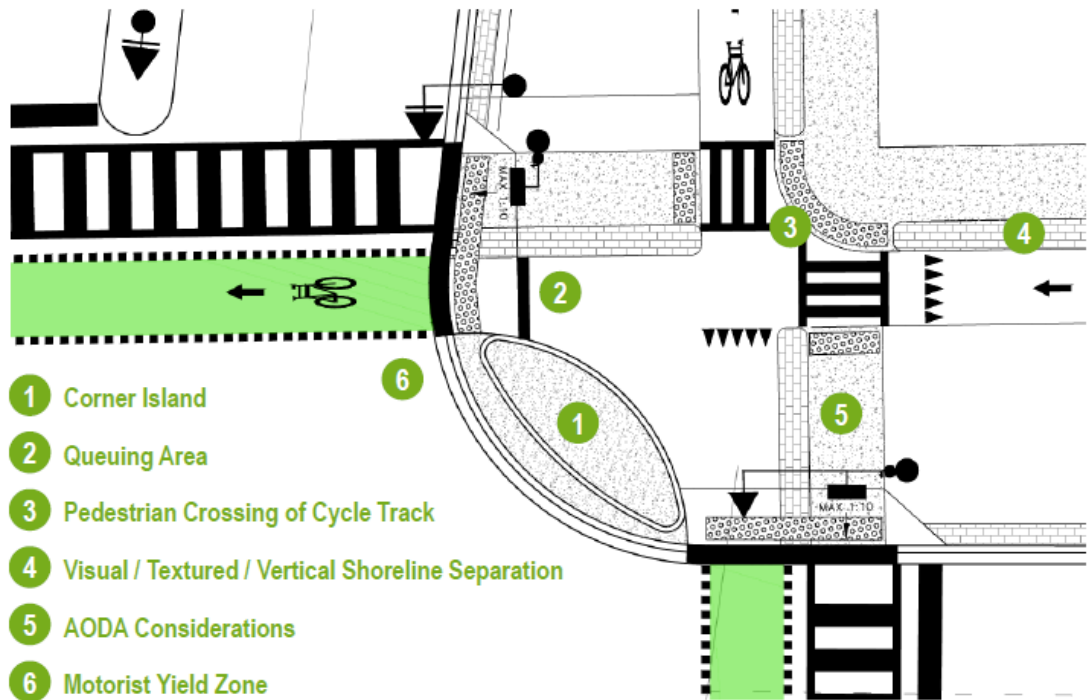 MAX 1:10
3
4
2
6
1
5
MAX 1:10
1 Corner Island
2 Queuing Area
3 Pedestrian Crossing of Cycle Track
4 Visual / Textured / Vertical Shoreline Separation
5 AODA Considerations
6 Motorist Yield Zone